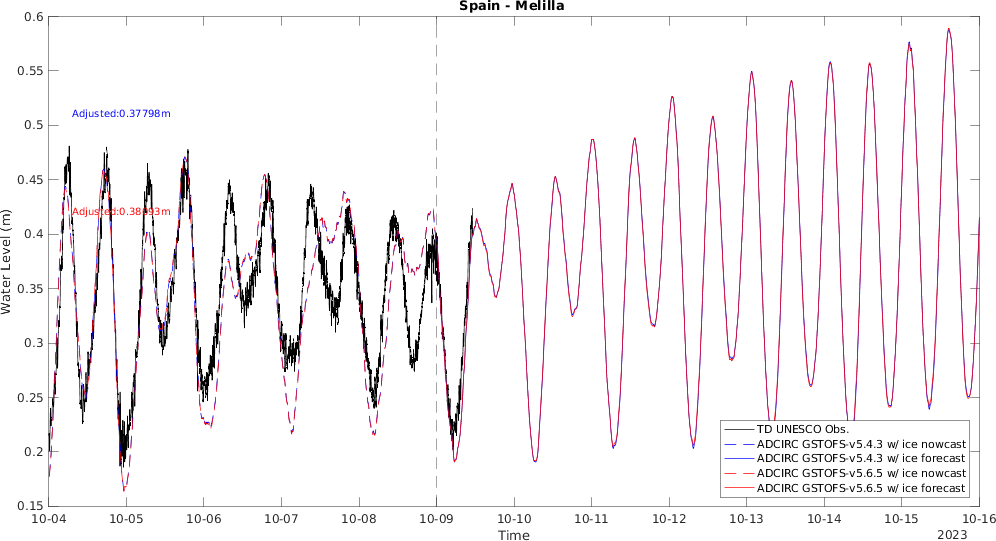 Spain - Melilla
0.6
0.55
0.5
0.45
0.4
0.35
0.3
0.25
0.2
0.15
Water Level (m)
Adjusted:0.37798m
Adjusted:0.38093m
TD UNESCO Obs.
ADCIRC GSTOFS-v5.4.3 w/ ice nowcast
ADCIRC GSTOFS-v5.4.3 w/ ice forecast
ADCIRC GSTOFS-v5.6.5 w/ ice nowcast
ADCIRC GSTOFS-v5.6.5 w/ ice forecast
10-04 10-05 10-06 10-07 10-08 10-09 10-10 10-11 10-12 10-13 10-14 10-15 10-16
Time
2023